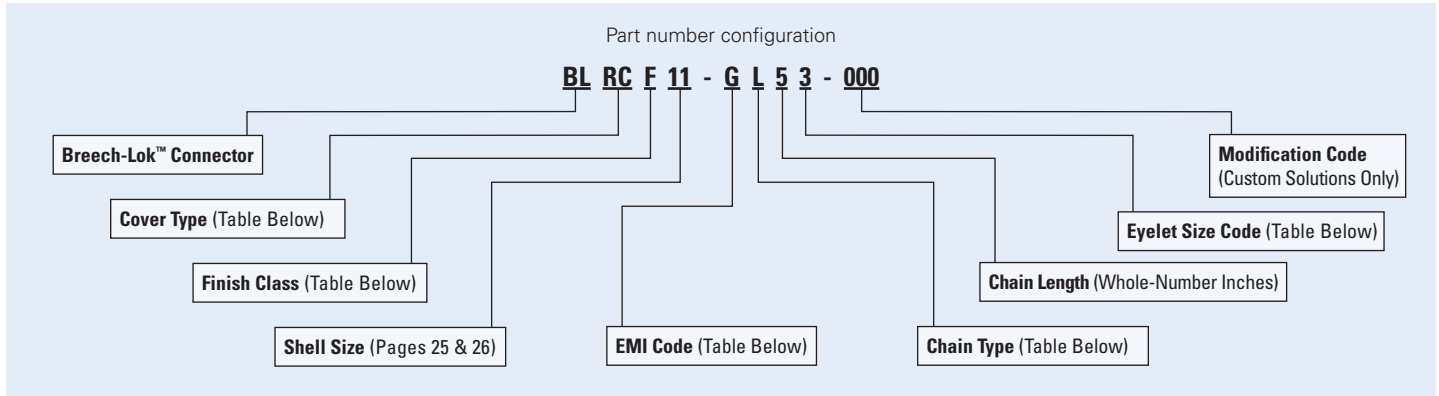 Part number configuration
BL RC F 11 - G L 5 3 - 000
Breech-Lok™ Connector
Modification Code
(Custom Solutions Only)
Cover Type (Table Below)
Eyelet Size Code (Table Below)
Finish Class (Table Below)
Chain Length (Whole-Number Inches)
Shell Size (Pages 25 & 26)
EMI Code (Table Below)
Chain Type (Table Below)